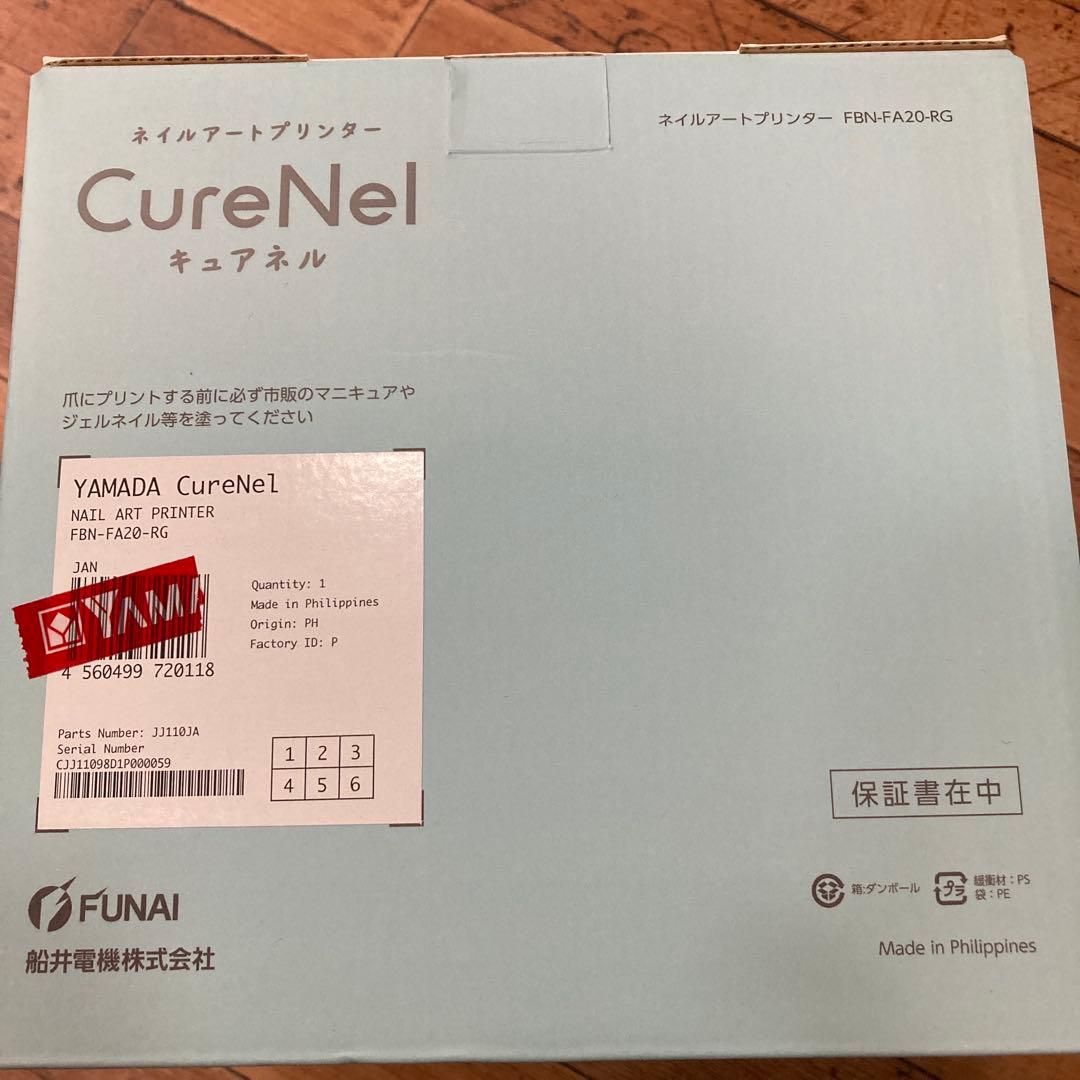 ネイルアートプリンター
CureNel
キュアネル
ネイルアートプリンター FBN-FA20-RG
爪にプリントする前に必ず市販のマニキュアや
ジェルネイル等を塗ってください
YAMADA CureNel
NAIL ART PRINTER
FBN-FA20-RG
JAN
YAMA
4 560499 720118
Quantity: 1
Made in Philippines
Origin: PH
Factory ID: P
Parts Number: JJ110JA
Serial Number
CJJ11098D1P000059
1 2 3
4 5 6
保証書在中
FUNAI
船井電機株式会社
箱:ダンボール
プラ
緩衝材:PS
袋:PE
Made in Philippines